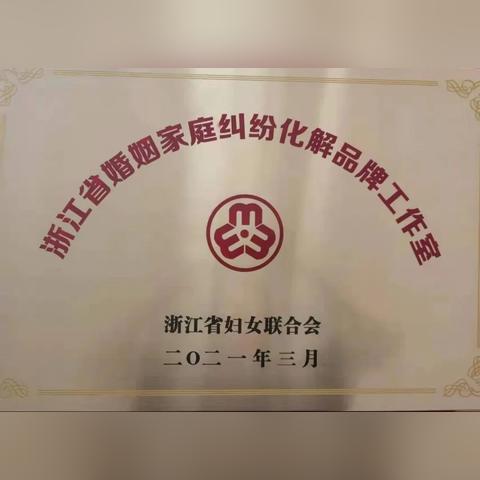 浙江省婚姻家庭纠纷化解品牌工作室
浙江省妇女联合会
二〇二一年三月